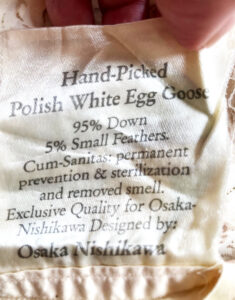 Hand-Picked
Polish White Egg Goose
95% Down
5% Small Feathers.
Cum-Sanitas: permanent
prevention & sterilization
and removed smell.
Exclusive Quality for Osaka-
Nishikawa Designed by:
Osaka Nishikawa